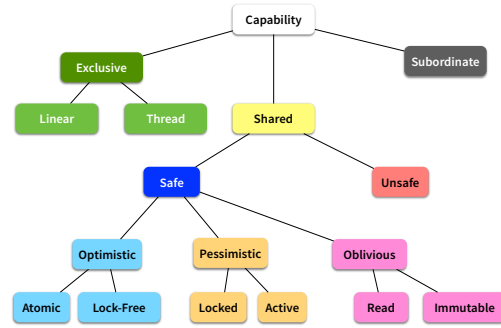 Capability
Subordinate
Exclusive
Linear
Thread
Shared
Safe
Unsafe
Optimistic
Pessimistic
Oblivious
Atomic
Lock-Free
Locked
Active
Read
Immutable